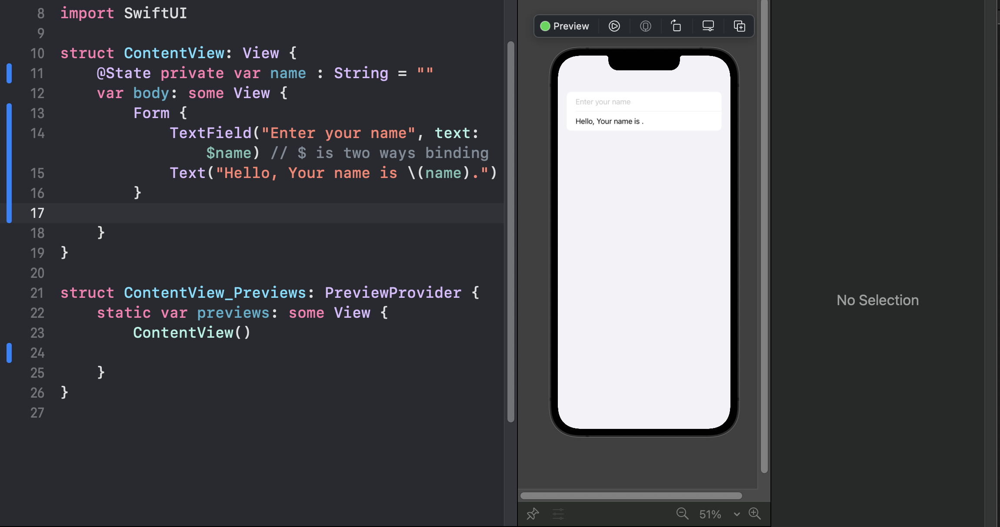 8 import SwiftUI
9
10 struct ContentView: View {
11 @State private var name : String = ""
12 var body: some View {
13 Form {
14 TextField("Enter your name", text:
$name) // $ is two ways binding
15 Text("Hello, Your name is \(name).")
16 }
17
18 }
19 }
20
21 struct ContentView_Previews: PreviewProvider {
22 static var previews: some View {
23 ContentView()
24
25 }
26 }
27
Preview
Enter your name
Hello, Your name is .
51%
No Selection